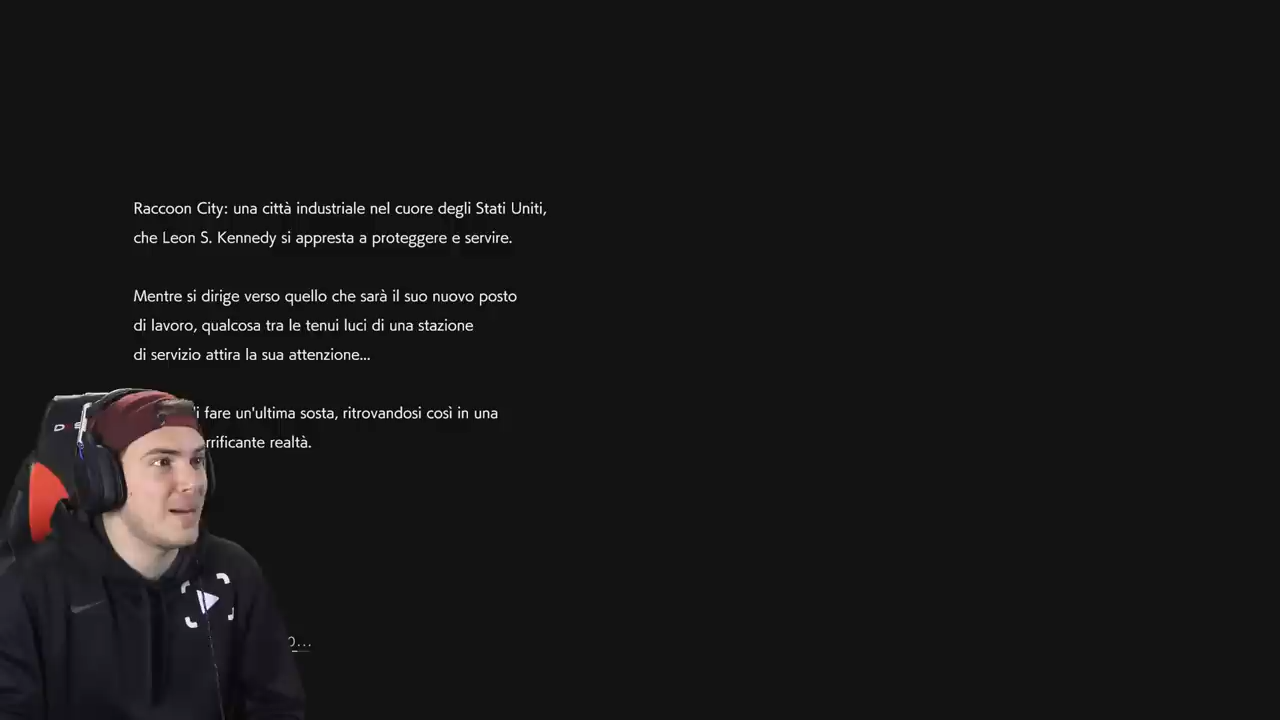 Raccoon City: una città industriale nel cuore degli Stati Uniti,
che Leon S. Kennedy si appresta a proteggere e servire.
Mentre si dirige verso quello che sarà il suo nuovo posto
di lavoro, qualcosa tra le tenui luci di una stazione
di servizio attira la sua attenzione...
fare un'ultima sosta, ritrovandosi così in una
realtà.